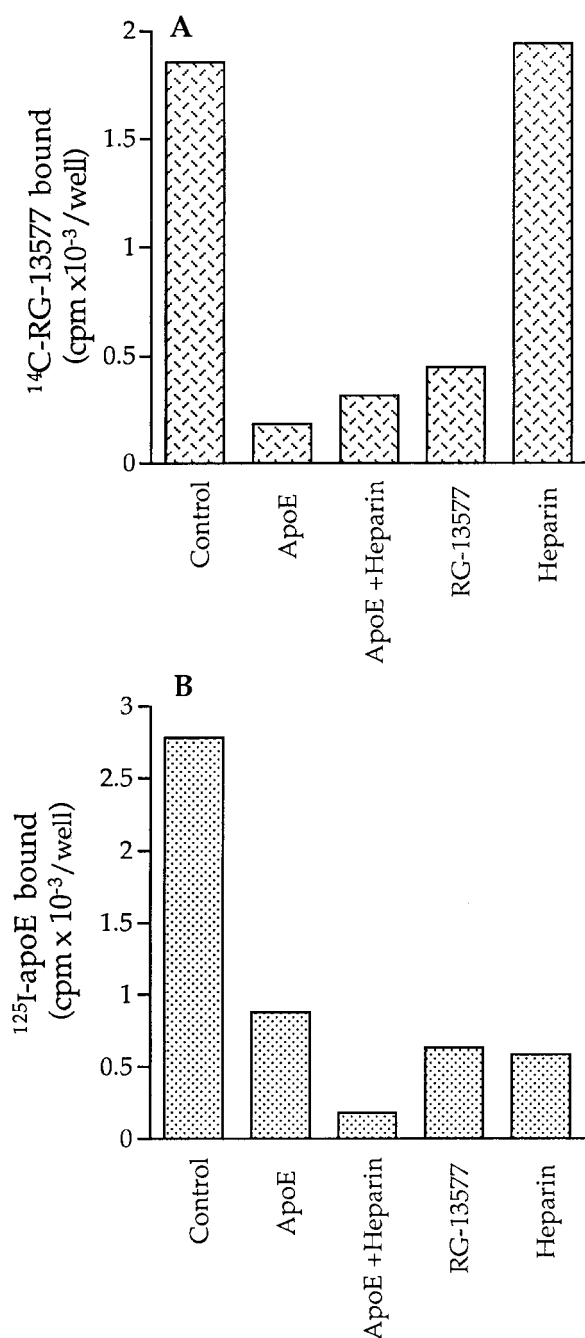 A
2
1.5
1
0.5
0
¹⁴C-RG-13577 bound
(cpm x10⁻³/well)
Control
ApoE
ApoE +Heparin
RG-13577
Heparin
B
3
2.5
2
1.5
1
0.5
0
¹²⁵I-apoE bound
(cpm x 10⁻³/well)
Control
ApoE
ApoE +Heparin
RG-13577
Heparin